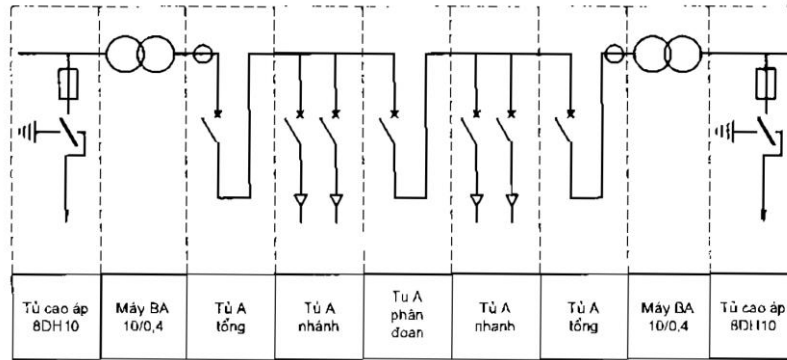 Tủ cao áp
8DH10
Máy BA
10/0,4
Tủ A
tổng
Tủ A
nhánh
Tu A
phân
đoan
Tủ A
nhanh
Tủ A
tổng
Máy BA
10/0,4
Tủ cao áp
8DH10